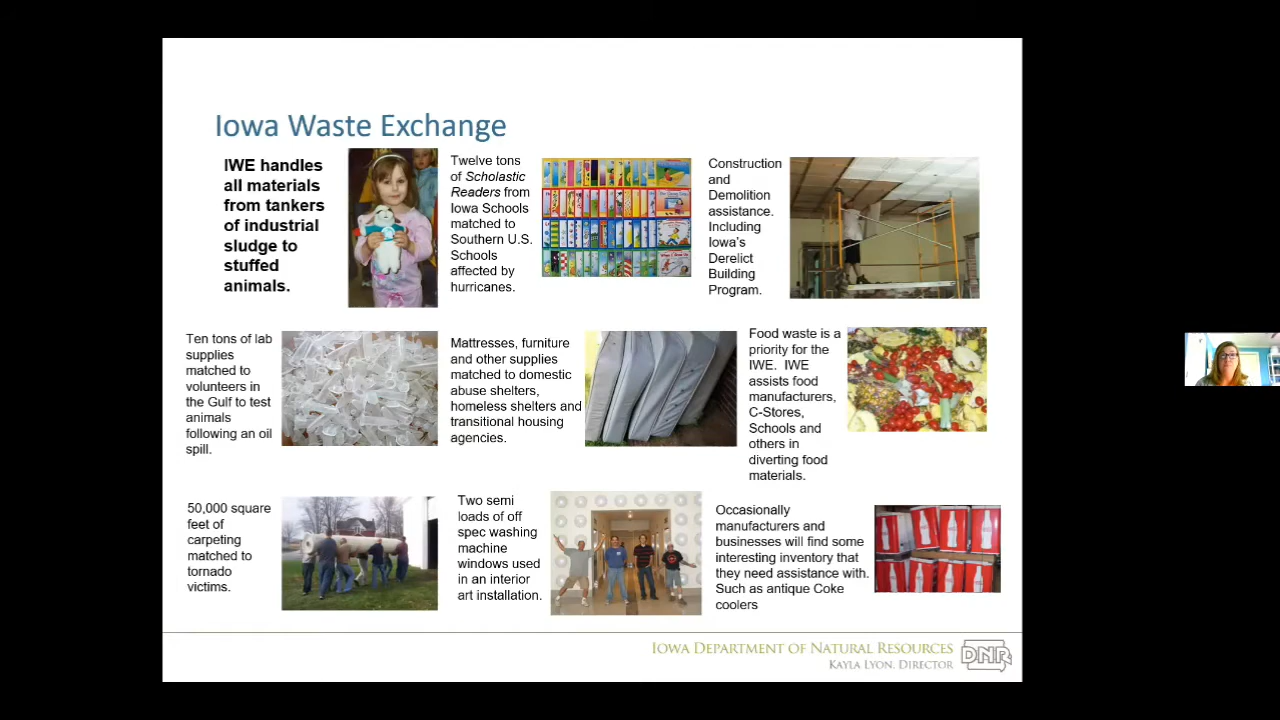 Iowa Waste Exchange
IWE handles
all materials
from tankers
of industrial
sludge to
stuffed
animals.
Twelve tons
of Scholastic
Readers from
Iowa Schools
matched to
Southern U.S.
Schools
affected by
hurricanes.
Construction
and
Demolition
assistance.
Including
Iowa's
Derelict
Building
Program.
Ten tons of lab
supplies
matched to
volunteers in
the Gulf to test
animals
following an oil
spill.
Mattresses, furniture
and other supplies
matched to domestic
abuse shelters,
homeless shelters and
transitional housing
agencies.
Food waste is a
priority for the
IWE. IWE
assists food
manufacturers,
C-Stores,
Schools and
others in
diverting food
materials.
50,000 square
feet of
carpeting
matched to
tornado
victims.
Two semi
loads of off
spec washing
machine
windows used
in an interior
art installation.
Occasionally
manufacturers and
businesses will find some
interesting inventory that
they need assistance with.
Such as antique Coke
coolers
IOWA DEPARTMENT OF NATURAL RESOURCES
KAYLA LYON, DIRECTOR
DNR